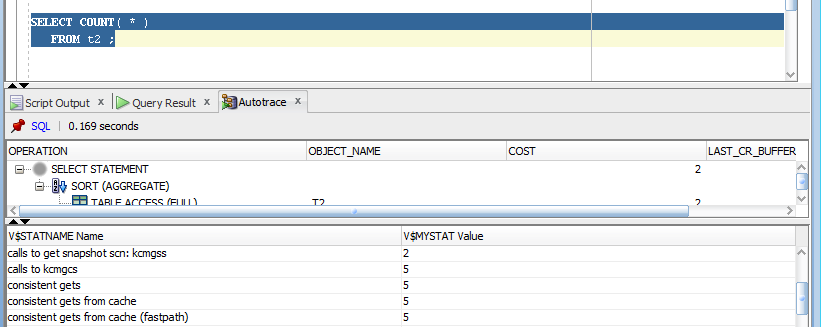 SELECT COUNT( * )
FROM t2 ;
Script Output x Query Result x Autotrace x
SQL | 0.169 seconds
OPERATION OBJECT_NAME COST LAST_CR_BUFFER
SELECT STATEMENT 2
SORT (AGGREGATE)
TABLE ACCESS (FULL) T2 2
V$STATNAME Name V$MYSTAT Value
calls to get snapshot scn: kcmgss 2
calls to kcmgcs 5
consistent gets 5
consistent gets from cache 5
consistent gets from cache (fastpath) 5